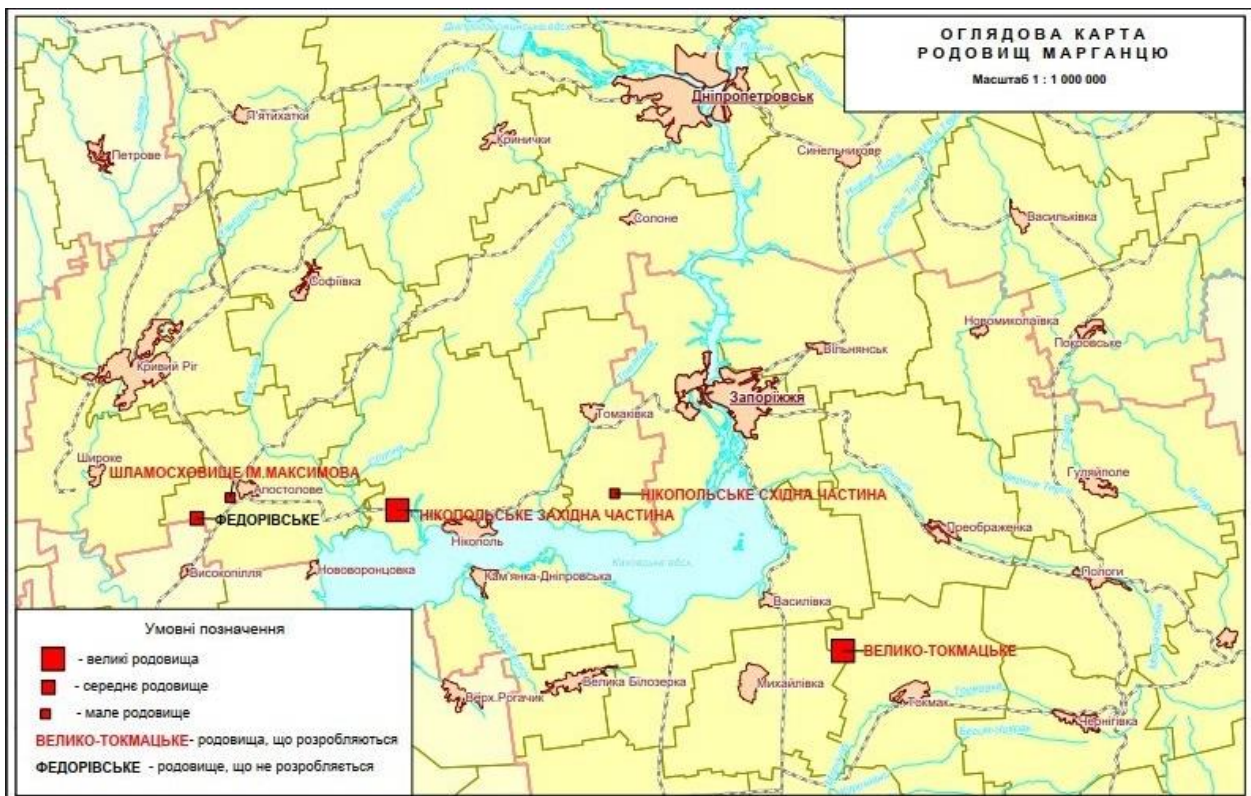 ОГЛЯДОВА КАРТА
РОДОВИЩ МАРГАНЦЮ
Масштаб 1 : 1 000 000
Дніпропетровськ
П'ятихатки
Кринички
Петрове
Синельникове
Солоне
Васильківка
Софіївка
Новомиколаївка
Покровське
Вільнянськ
Кривий Ріг
Запоріжжя
Томаківка
Широке
ШЛАМОСХОВИЩЕ ІМ.МАКСИМОВА
Апостолове
Гуляйполе
НІКОПОЛЬСЬКЕ СХІДНА ЧАСТИНА
ФЕДОРІВСЬКЕ
НІКОПОЛЬСЬКЕ ЗАХІДНА ЧАСТИНА
Нікополь
Преображенка
Каховське вдсх.
Високопілля
Нововоронцовка
Кам'янка-Дніпровська
Пологи
Василівка
ВЕЛИКО-ТОКМАЦЬКЕ
Верх.Рогачик
Велика Білозерка
Михайлівка
Токмак
Чернігівка
Умовні позначення
- великі родовища
- середнє родовище
- мале родовище
ВЕЛИКО-ТОКМАЦЬКЕ- родовища, що розробляються
ФЕДОРІВСЬКЕ - родовище, що не розробляється